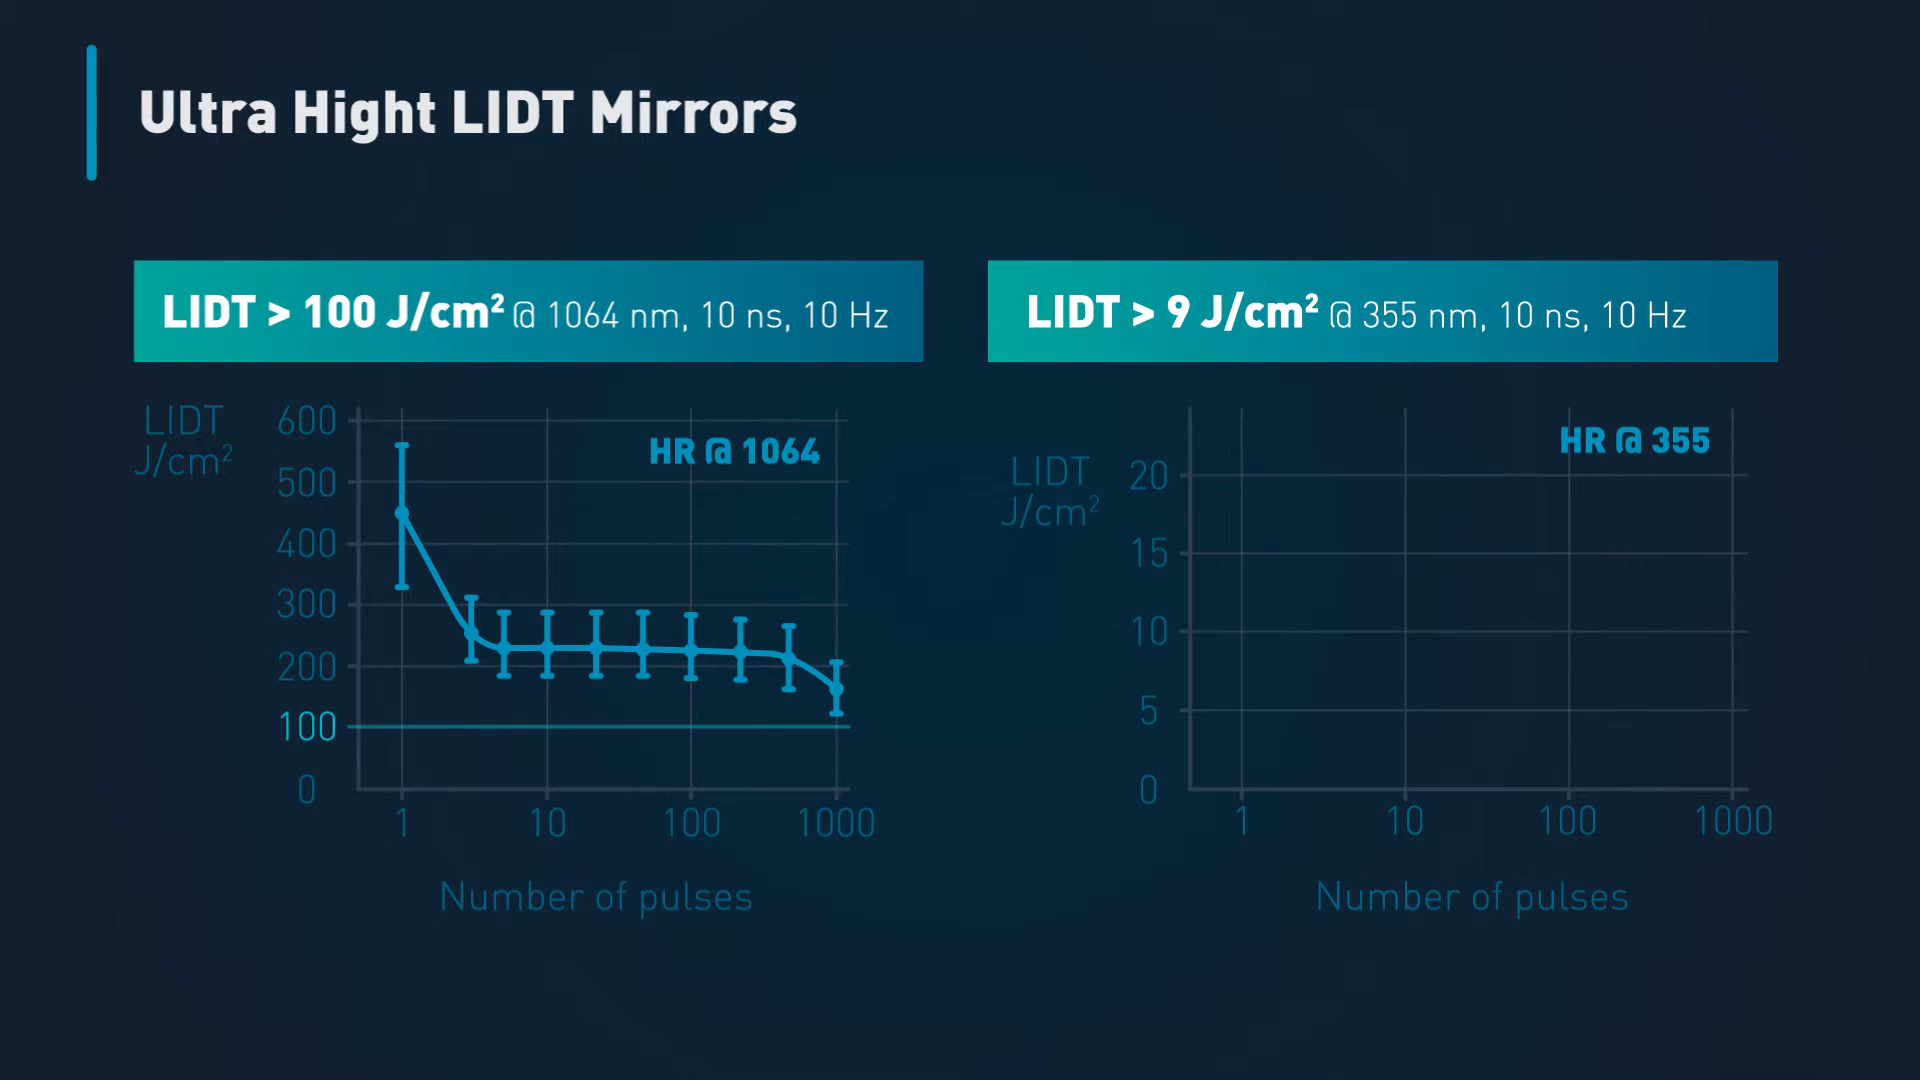 Ultra Hight LIDT Mirrors
LIDT > 100 J/cm² @ 1064 nm, 10 ns, 10 Hz
LIDT
J/cm²
600
500
400
300
200
100
0
HR @ 1064
1 10 100 1000
Number of pulses
LIDT > 9 J/cm² @ 355 nm, 10 ns, 10 Hz
LIDT
J/cm²
20
15
10
5
0
HR @ 355
1 10 100 1000
Number of pulses